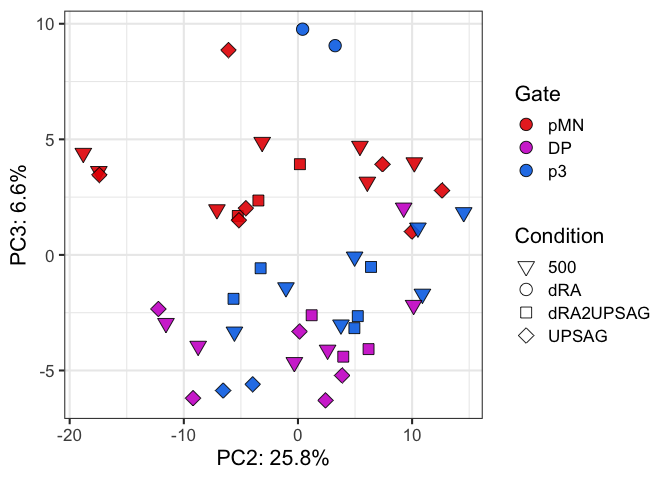 10
5
0
-5
-20
-10
0
10
PC3: 6.6%
PC2: 25.8%
Gate
pMN
DP
p3
Condition
500
dRA
dRA2UPSAG
UPSAG